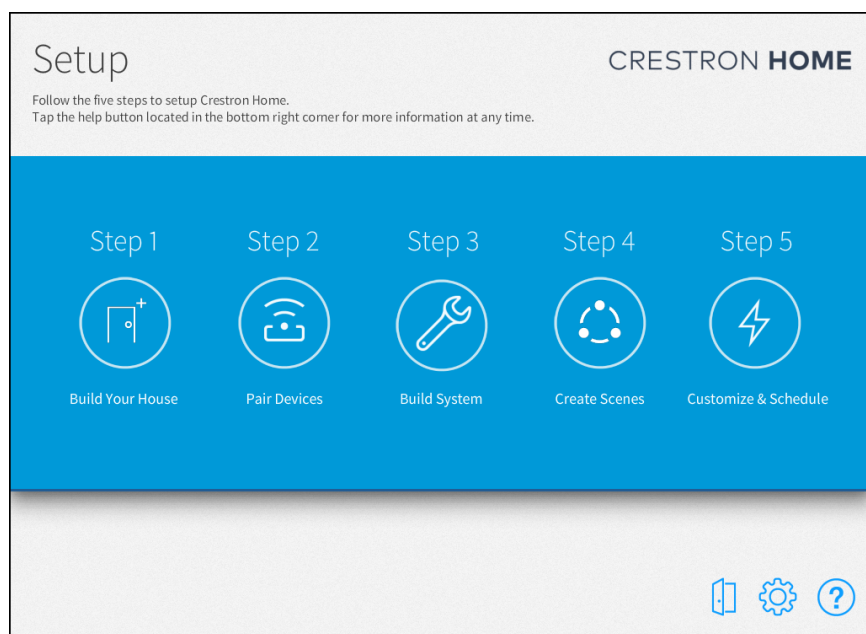 Setup
CRESTRON HOME
Follow the five steps to setup Crestron Home.
Tap the help button located in the bottom right corner for more information at any time.
Step 1
Step 2
Step 3
Step 4
Step 5
Build Your House
Pair Devices
Build System
Create Scenes
Customize & Schedule
?